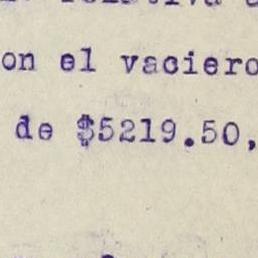 on el vaciero
de $5219.50,